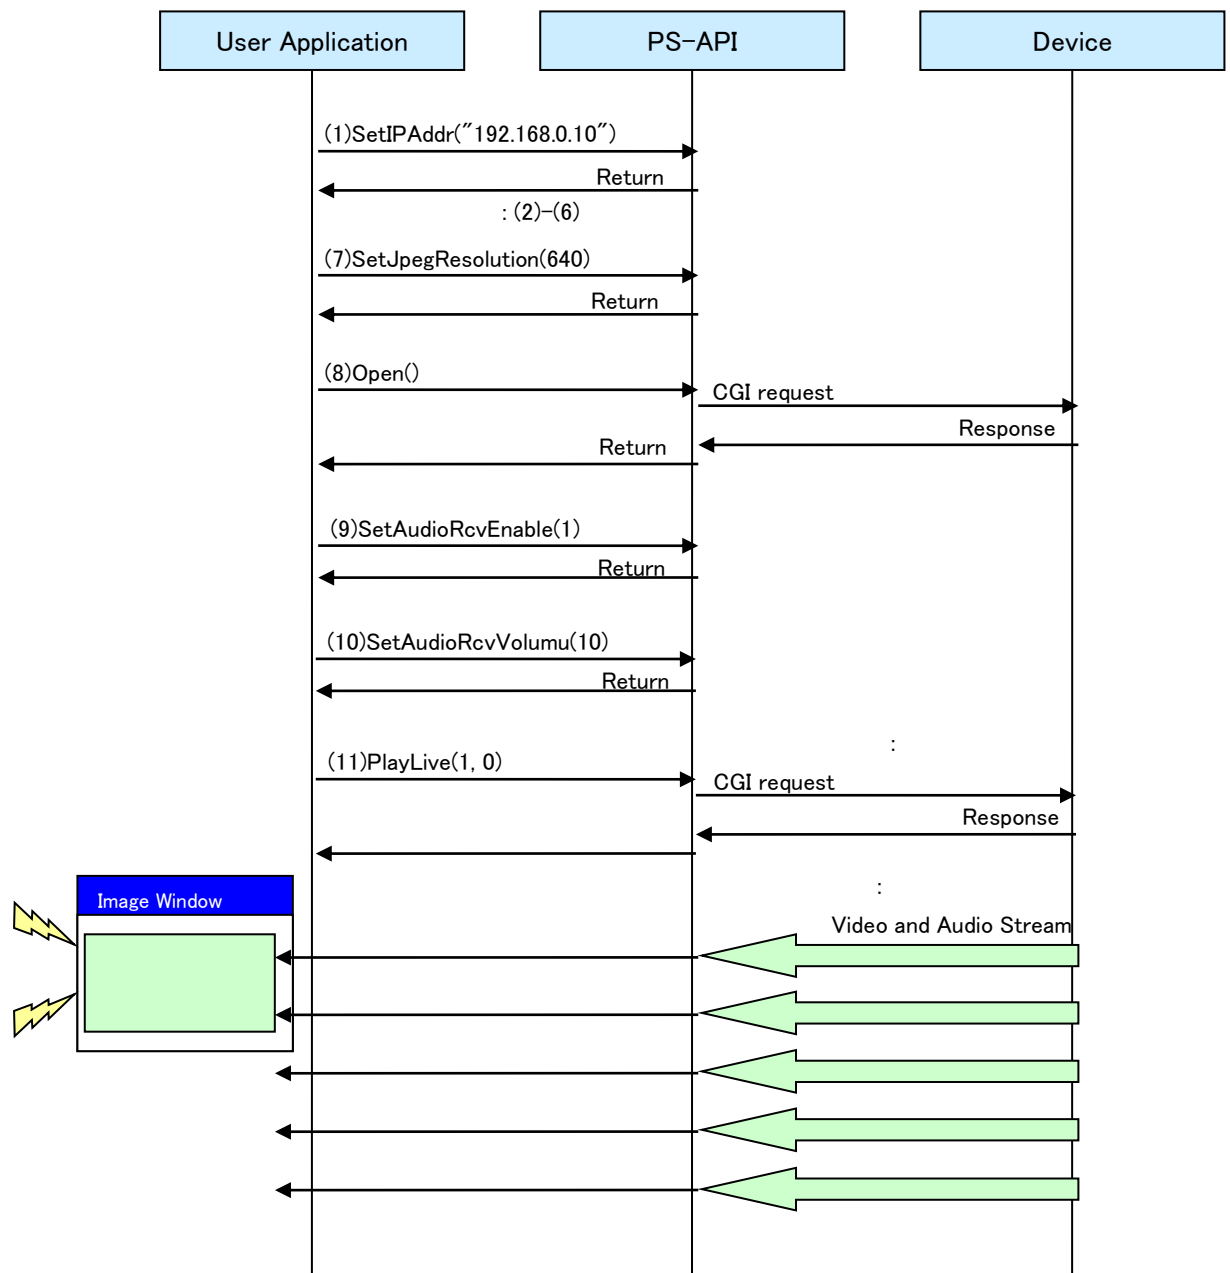 User Application
PS-API
Device
(1)SetIPAddr("192.168.0.10")
Return
: (2)-(6)
(7)SetJpegResolution(640)
Return
(8)Open()
CGI request
Response
Return
(9)SetAudioRcvEnable(1)
Return
(10)SetAudioRcvVolumu(10)
Return
:
(11)PlayLive(1, 0)
CGI request
Response
:
Image Window
Video and Audio Stream